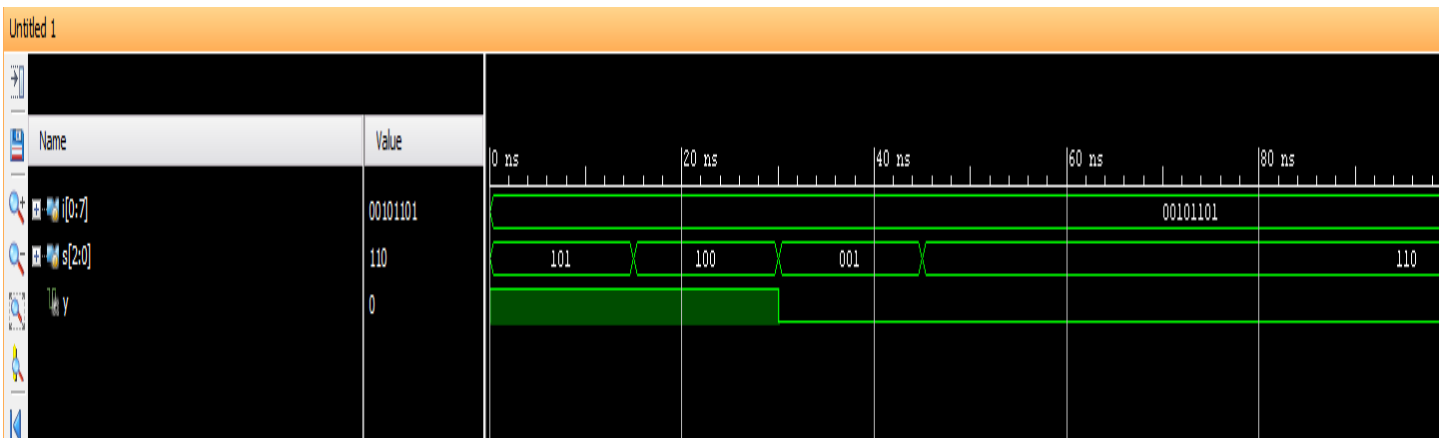 Untitled 1
Name Value
0 ns 20 ns 40 ns 60 ns 80 ns
i[0:7] 00101101 00101101
s[2:0] 110 101 100 001 110
y 0